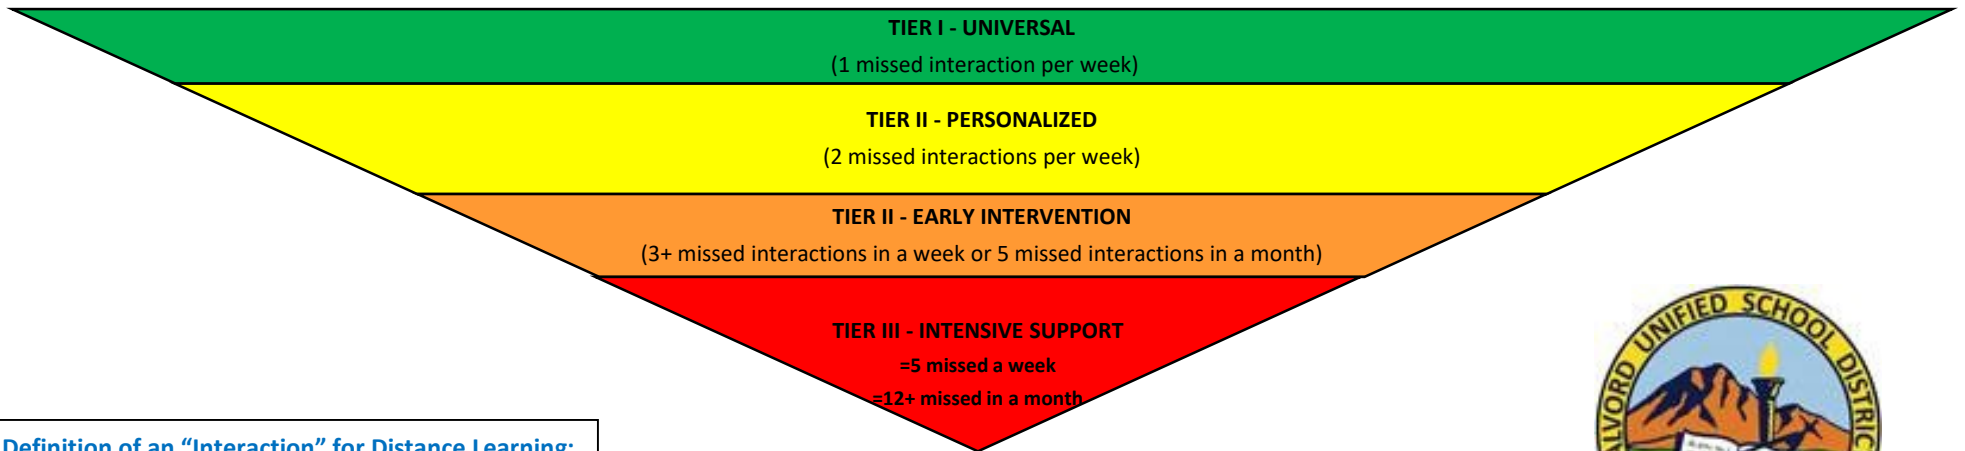 TIER I - UNIVERSAL
(1 missed interaction per week)
TIER II - PERSONALIZED
(2 missed interactions per week)
TIER II - EARLY INTERVENTION
(3+ missed interactions in a week or 5 missed interactions in a month)
TIER III - INTENSIVE SUPPORT
=5 missed a week
=12+ missed in a month
Definition of an “Interaction” for Distance Learning:
ALVORD UNIFIED SCHOOL DISTRIC